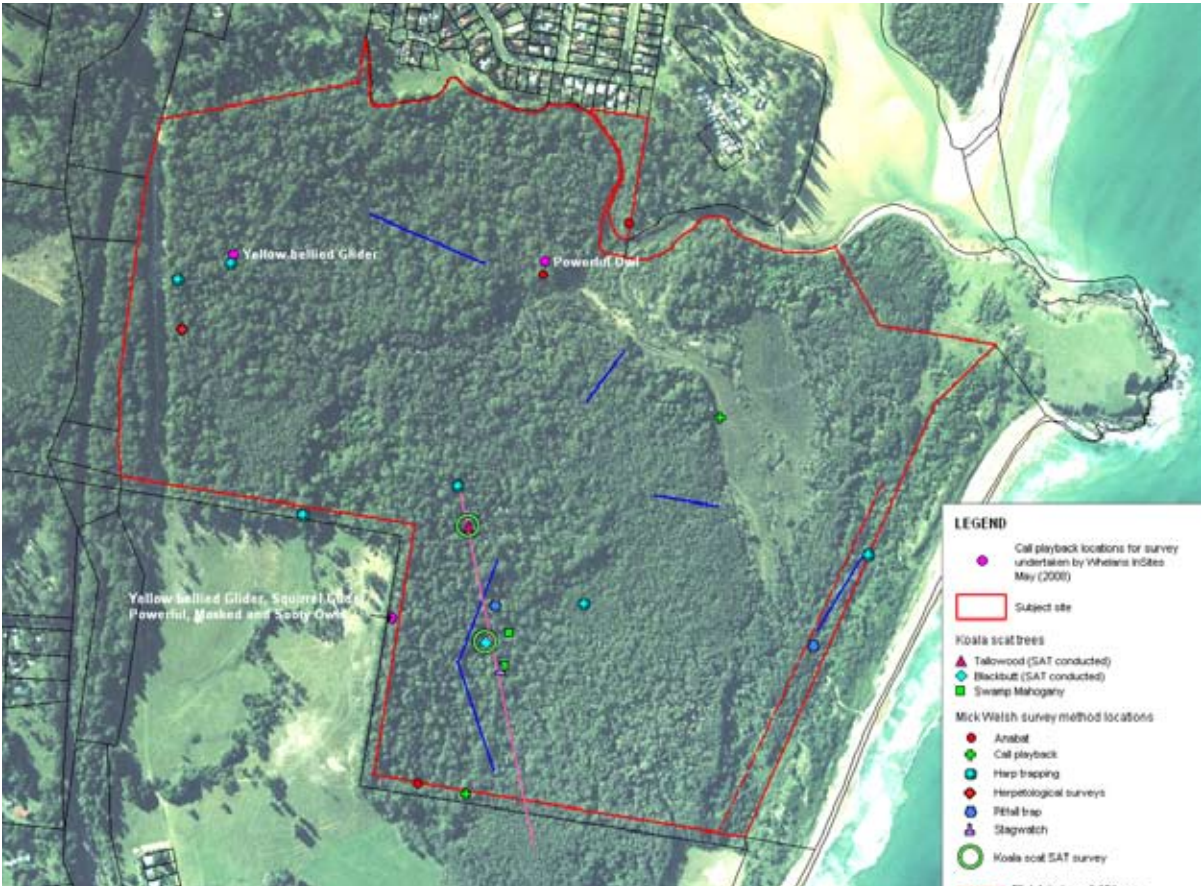 Yellow bellied Glider
Powerful Owl
Yellow bellied Glider, Squirrel Glider,
Powerful, Masked and Sooty Owls
LEGEND
Call playback locations for survey
undertaken by Whelans InSites
May (2008)
Subject site
Koala scat trees
Tallowwood (SAT conducted)
Blackbutt (SAT conducted)
Swamp Mahogany
Mick Welsh survey method locations
Anabat
Call playback
Harp trapping
Herpetological surveys
Pitfall trap
Stagwatch
Koala scat SAT survey